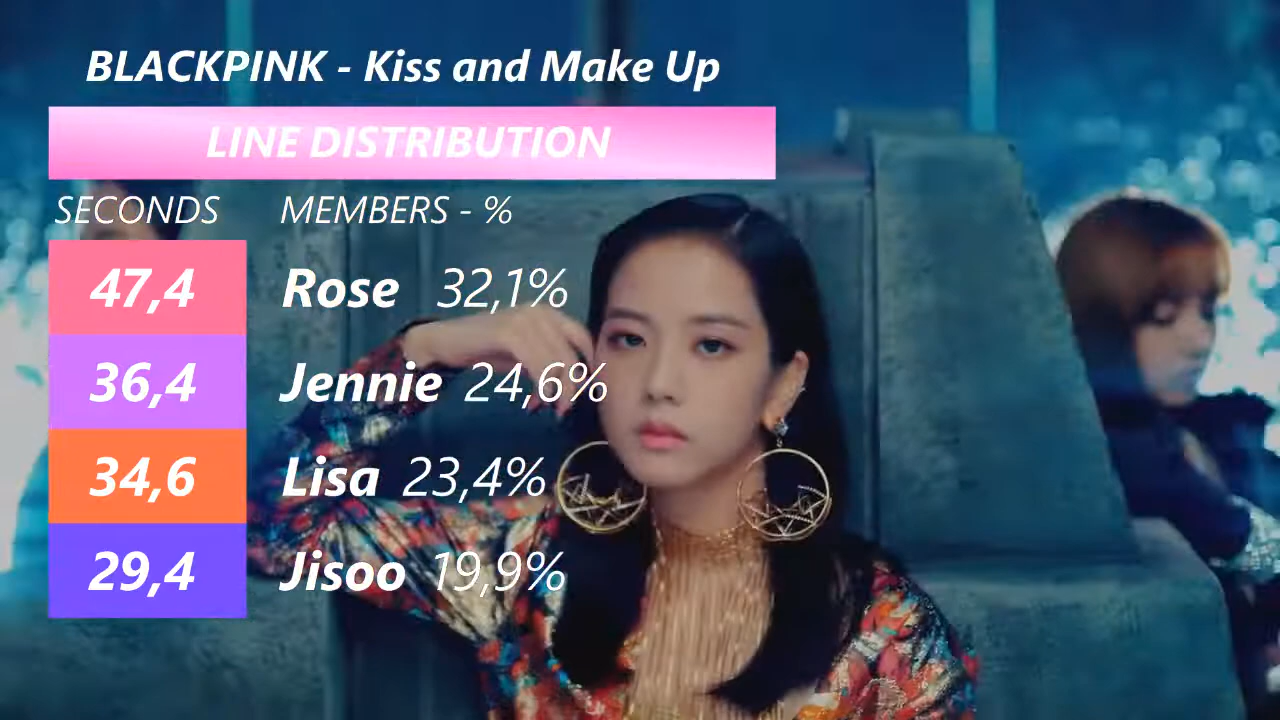 BLACKPINK - Kiss and Make Up
LINE DISTRIBUTION
SECONDS MEMBERS - %
47,4 Rose 32,1%
36,4 Jennie 24,6%
34,6 Lisa 23,4%
29,4 Jisoo 19,9%